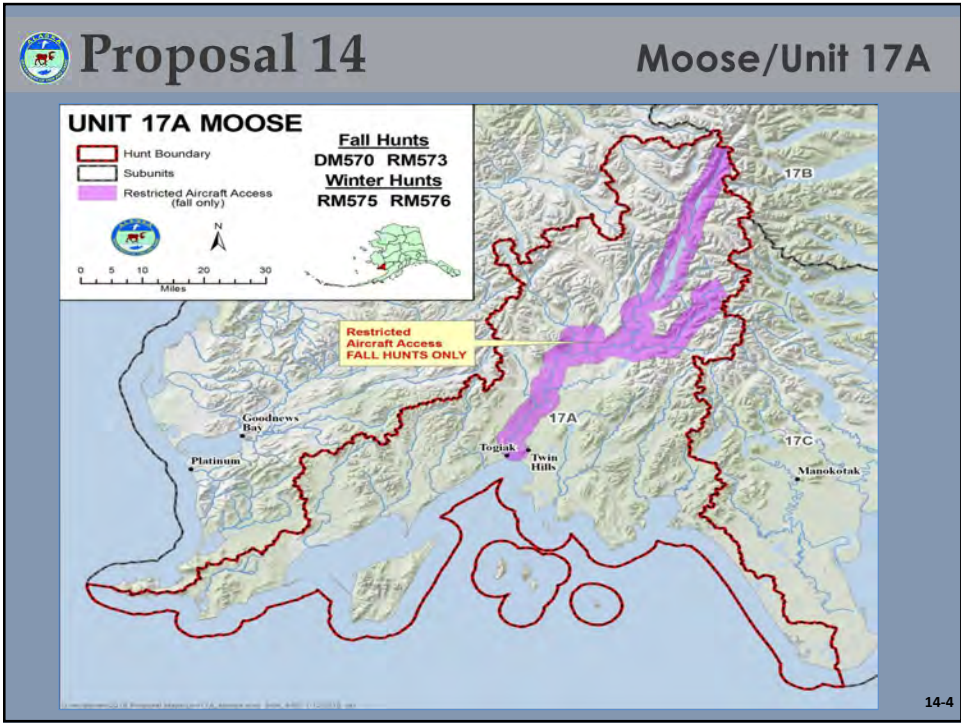 Proposal 14
Moose/Unit 17A
UNIT 17A MOOSE
Hunt Boundary
Subunits
Restricted Aircraft Access
(fall only)
Fall Hunts
DM570 RM573
Winter Hunts
RM575 RM576
ALASKA
N
0 5 10 20 30
Miles
17B
Restricted
Aircraft Access
FALL HUNTS ONLY
Goodnews
Bay
Platinum
17A
Togiak
Twin
Hills
17C
Manokotak
14-4